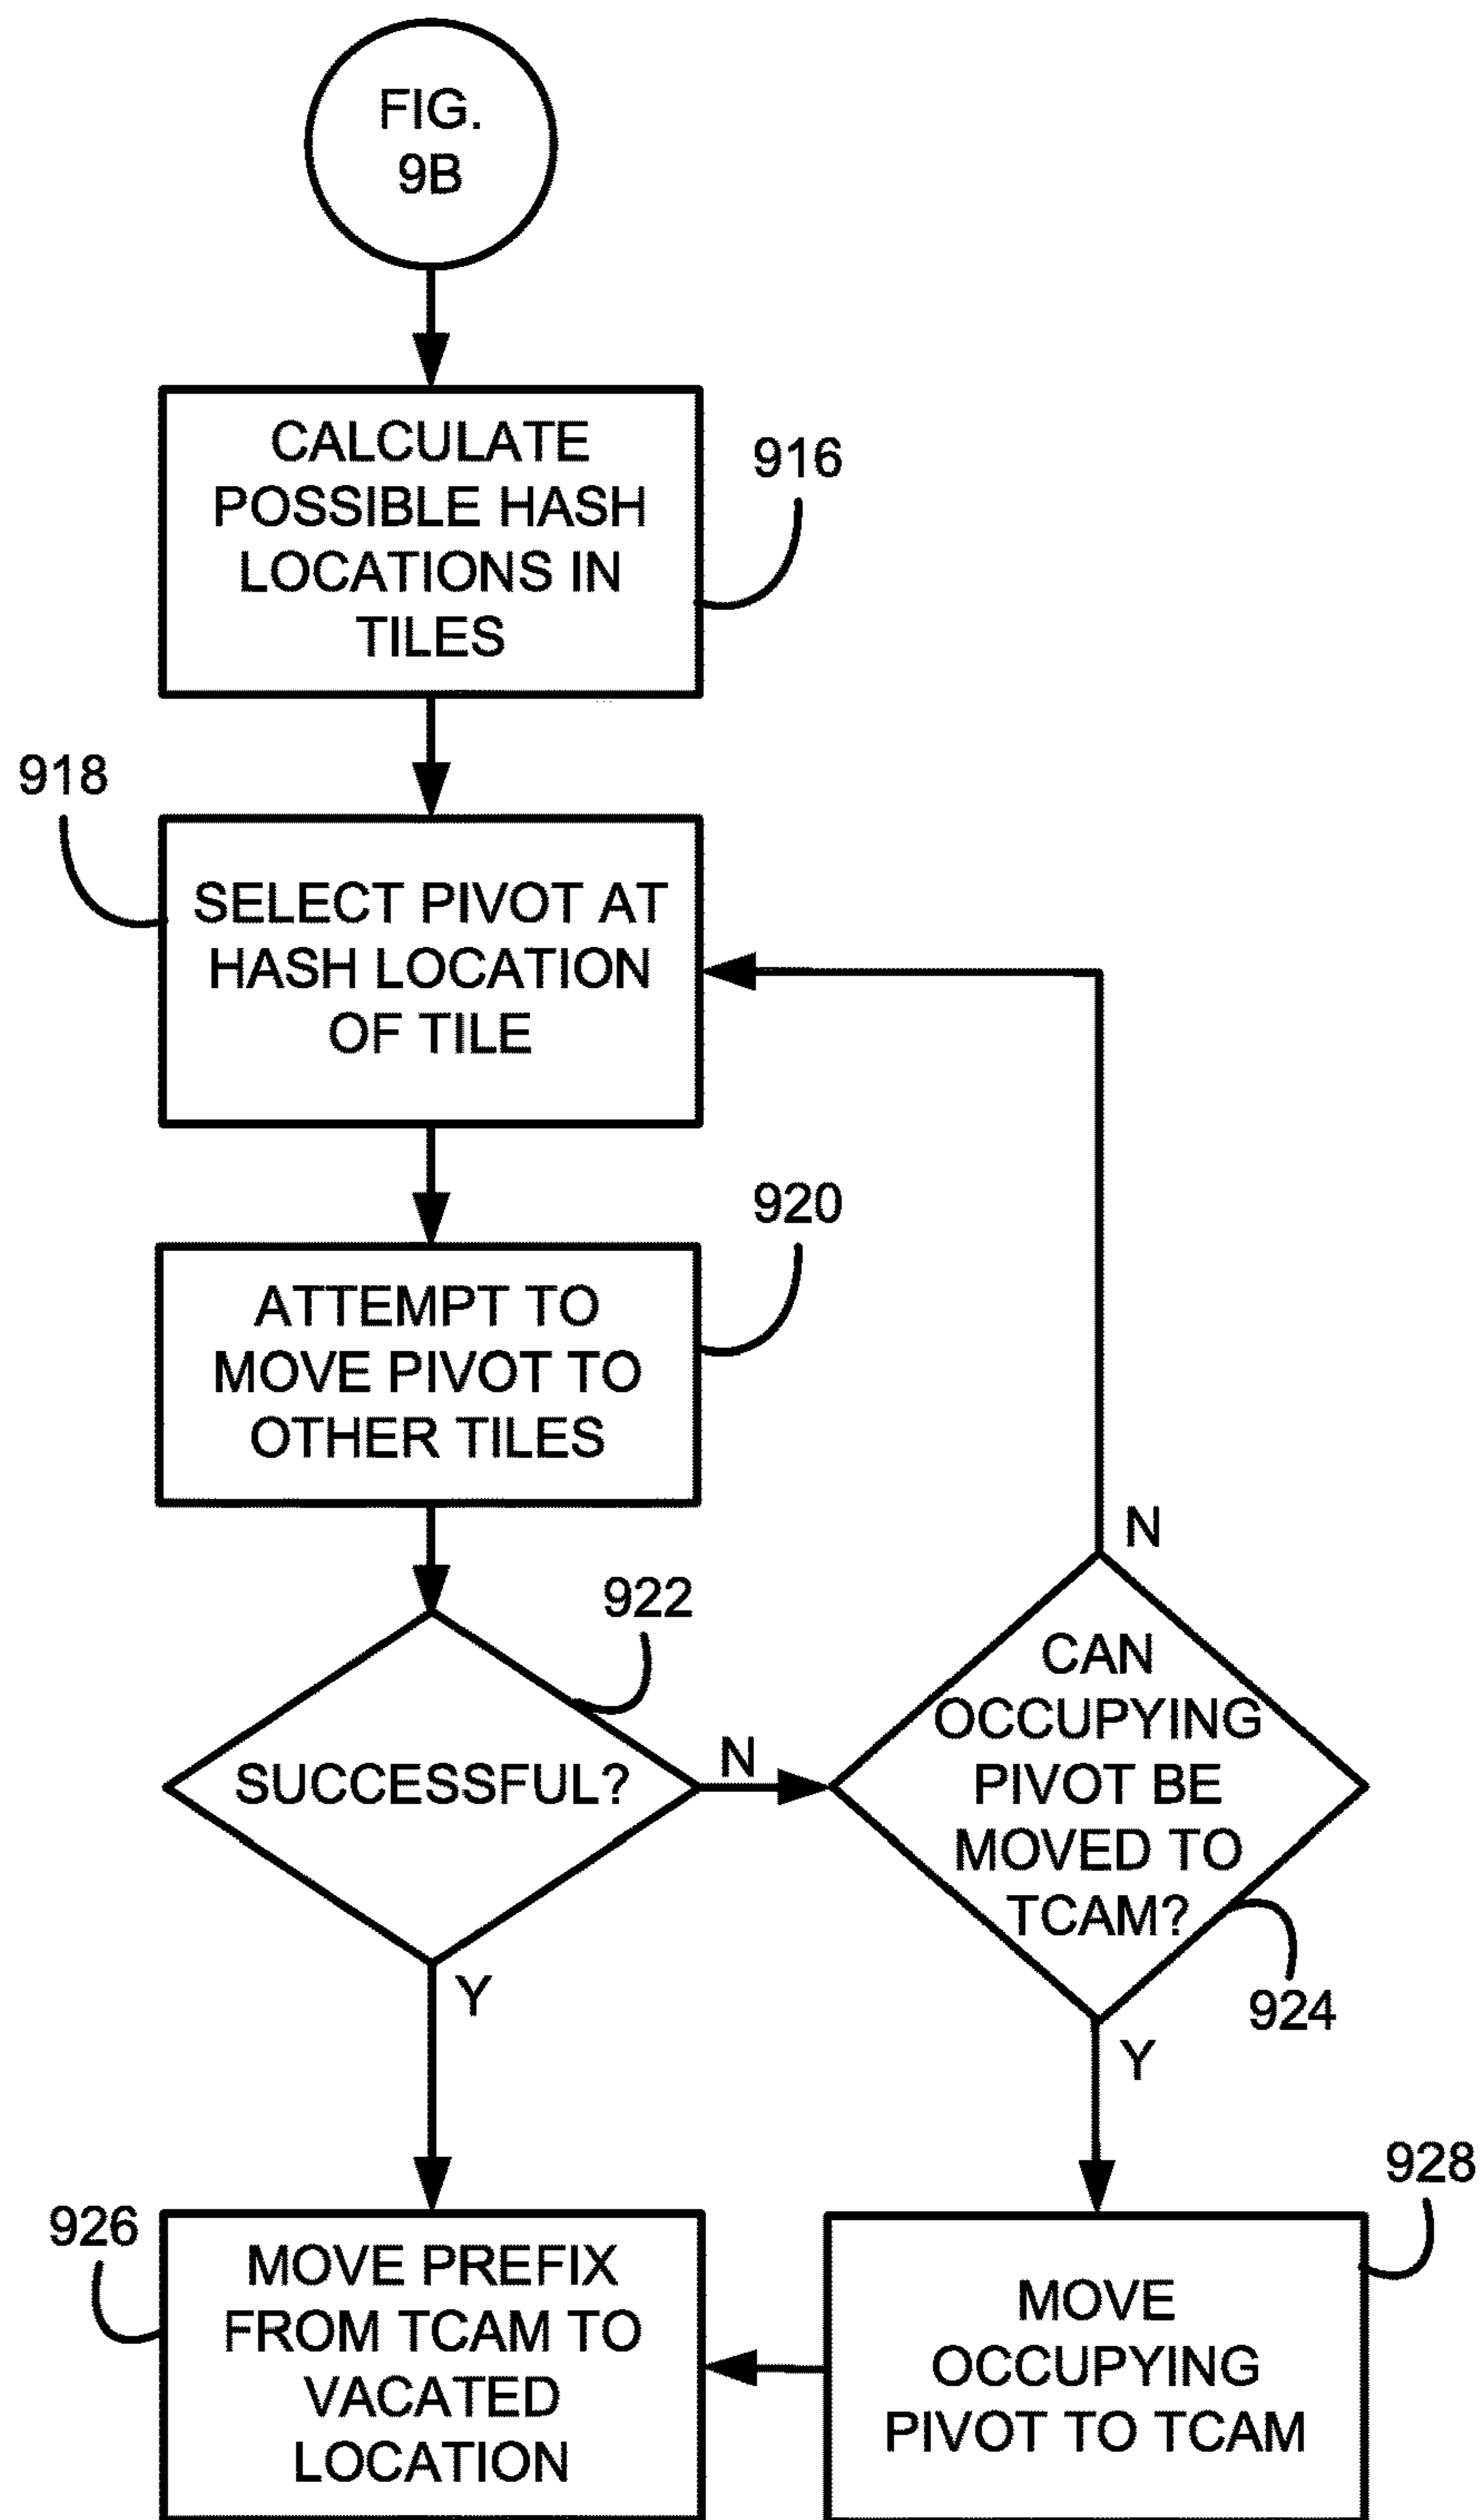 FIG.
9B
CALCULATE
POSSIBLE HASH
LOCATIONS IN
TILES
916
918
SELECT PIVOT AT
HASH LOCATION
OF TILE
920
ATTEMPT TO
MOVE PIVOT TO
OTHER TILES
N
922
SUCCESSFUL?
N
CAN
OCCUPYING
PIVOT BE
MOVED TO
TCAM?
924
Y
Y
926
MOVE PREFIX
FROM TCAM TO
VACATED
LOCATION
928
MOVE
OCCUPYING
PIVOT TO TCAM